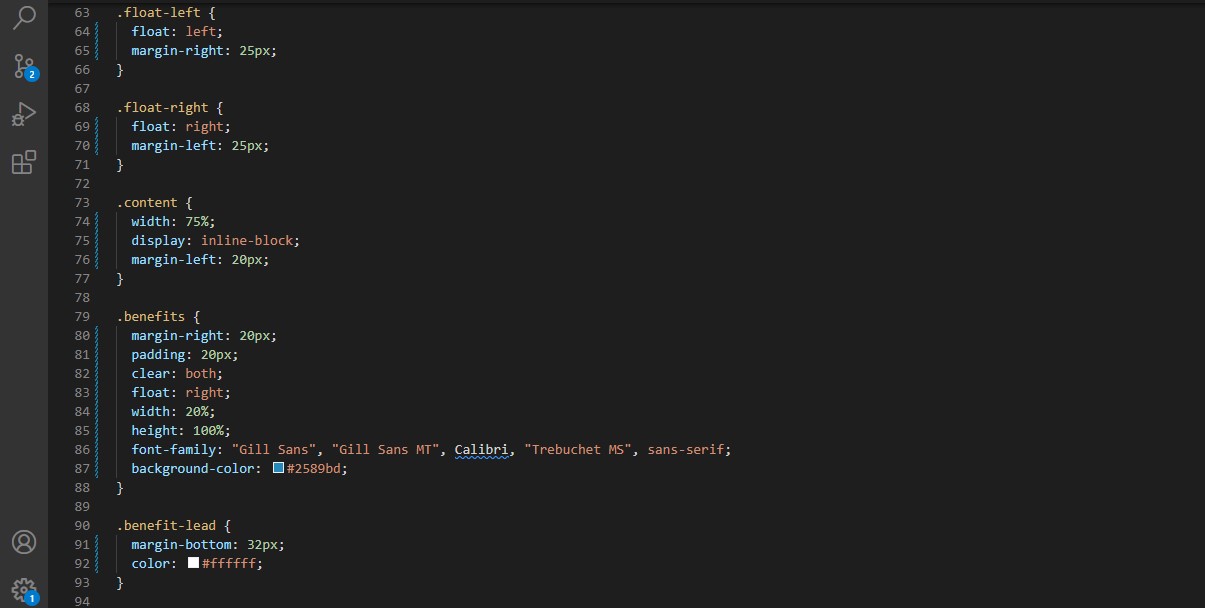 63 .float-left {
64 float: left;
65 margin-right: 25px;
66 }
67
68 .float-right {
69 float: right;
70 margin-left: 25px;
71 }
72
73 .content {
74 width: 75%;
75 display: inline-block;
76 margin-left: 20px;
77 }
78
79 .benefits {
80 margin-right: 20px;
81 padding: 20px;
82 clear: both;
83 float: right;
84 width: 20%;
85 height: 100%;
86 font-family: "Gill Sans", "Gill Sans MT", Calibri, "Trebuchet MS", sans-serif;
87 background-color: #2589bd;
88 }
89
90 .benefit-lead {
91 margin-bottom: 32px;
92 color: #ffffff;
93 }
94
2
1